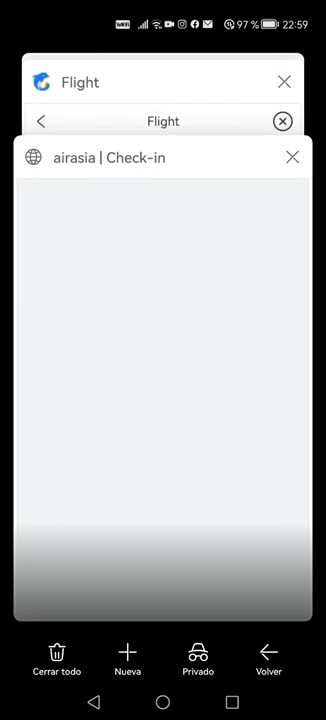 97 % 22:59
Flight
Flight
airasia | Check-in
Cerrar todo
Nueva
Privado
Volver